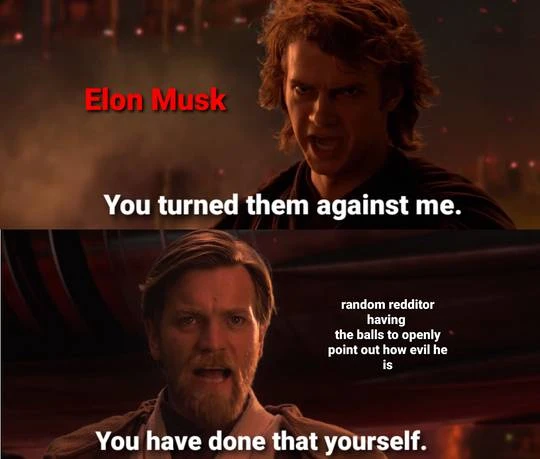 Elon Musk
You turned them against me.
random redditor
having
the balls to openly
point out how evil he
is
You have done that yourself.